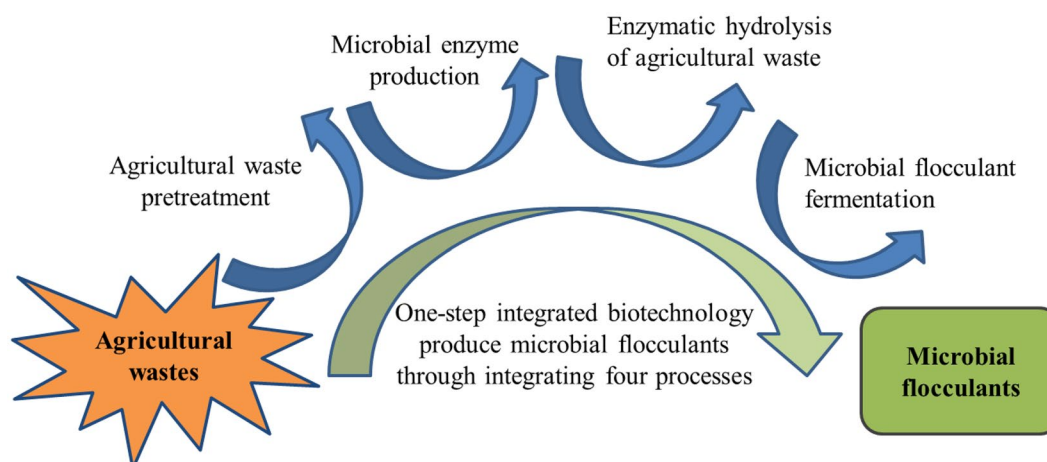 Microbial enzyme
production
Enzymatic hydrolysis
of agricultural waste
Agricultural waste
pretreatment
Microbial flocculant
fermentation
One-step integrated biotechnology
produce microbial flocculants
through integrating four processes
Agricultural
wastes
Microbial
flocculants